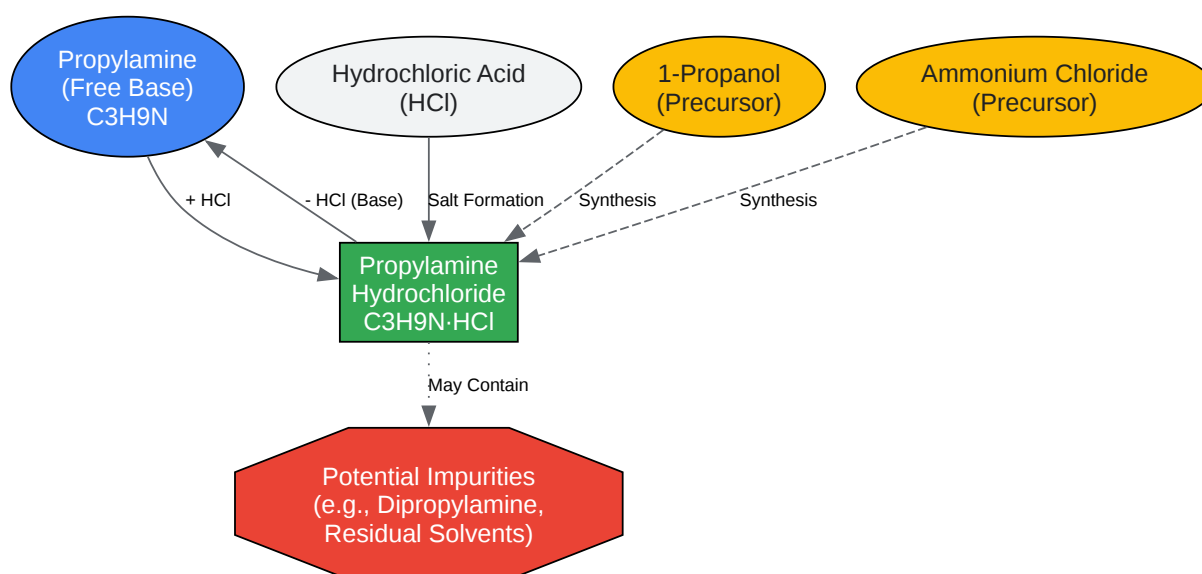 Propylamine
(Free Base)
C3H9N
Hydrochloric Acid
(HCl)
1-Propanol
(Precursor)
Ammonium Chloride
(Precursor)
+ HCl
- HCl (Base)
Salt Formation
Synthesis
Synthesis
Propylamine
Hydrochloride
C3H9N·HCl
May Contain
Potential Impurities
(e.g., Dipropylamine,
Residual Solvents)